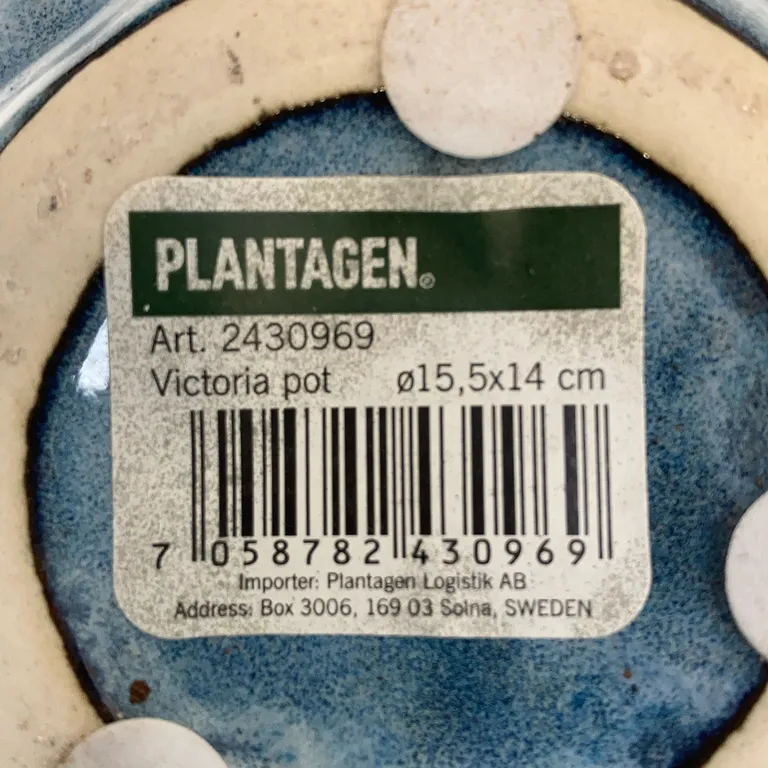 PLANTAGEN®
Art. 2430969
Victoria pot ø15,5x14 cm
7 058782 430969
Importer: Plantagen Logistik AB
Address: Box 3006, 169 03 Solna, SWEDEN